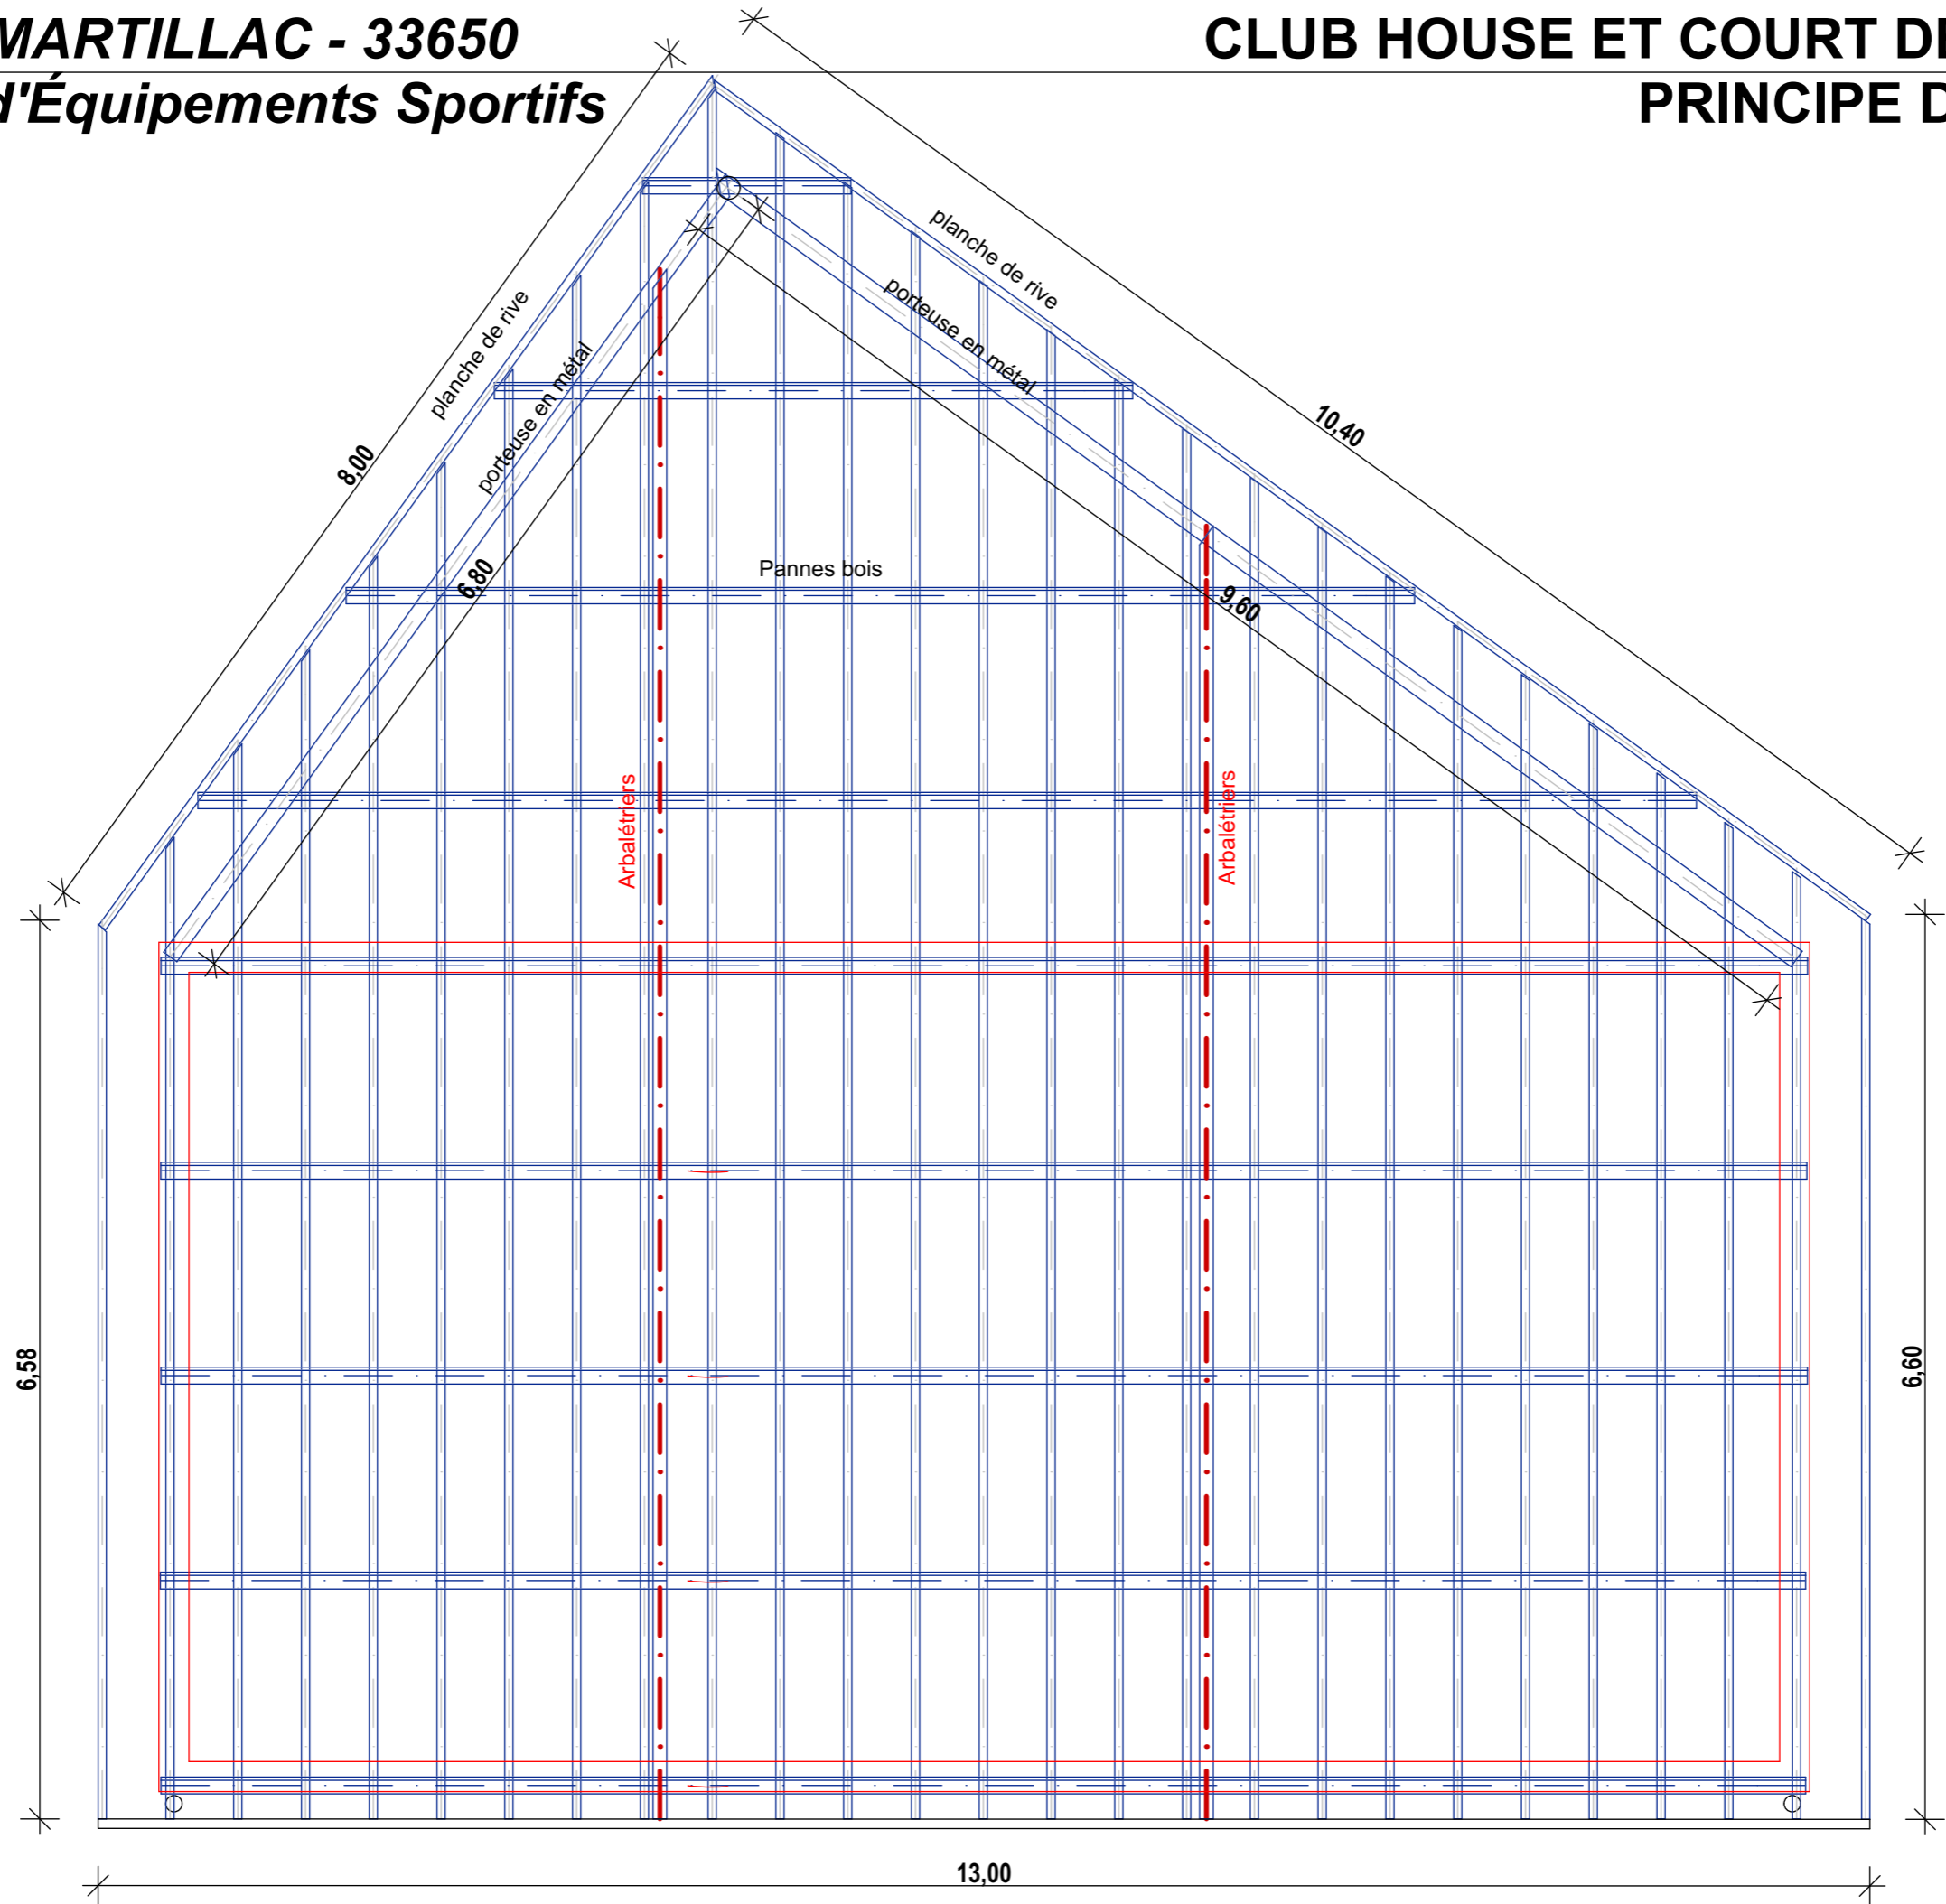 MARTILLAC - 33650
CLUB HOUSE ET COURT DE
d'Équipements Sportifs
PRINCIPE D
planche de rive
planche de rive
porteuse en métal
porteuse en métal
10,40
8,00
6,80
Pannes bois
9,60
Arbalétriers
Arbalétriers
6,58
6,60
13,00